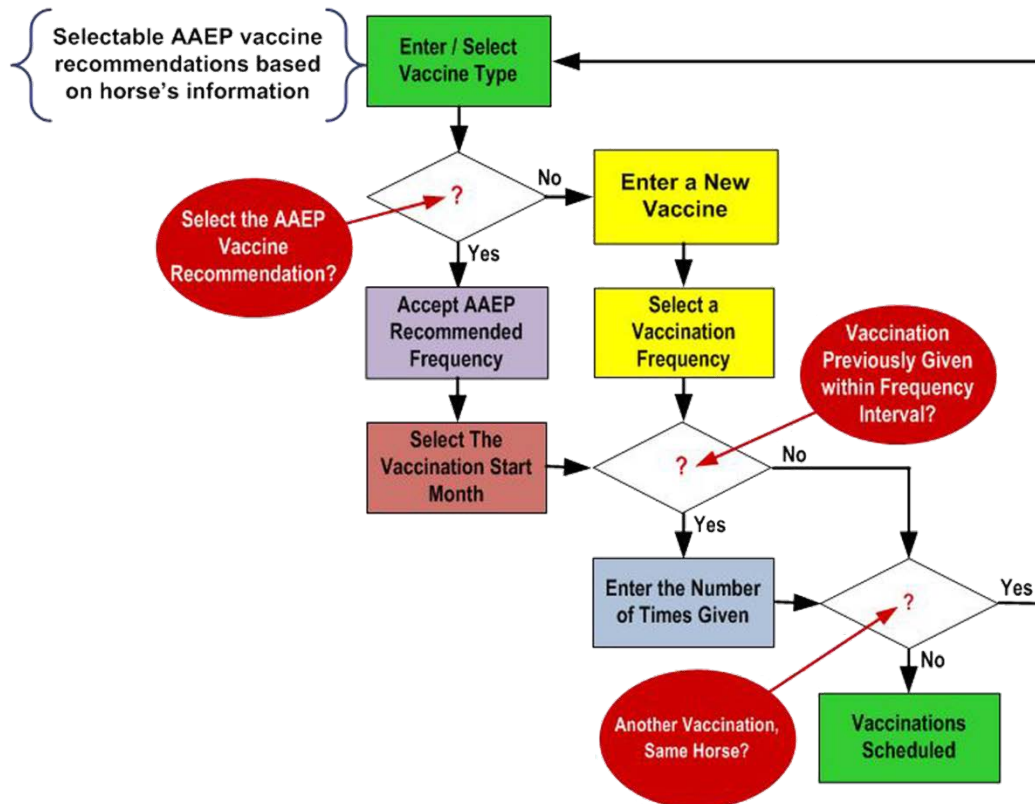 Selectable AAEP vaccine
recommendations based
on horse's information
Enter / Select
Vaccine Type
?
No
Enter a New
Vaccine
Select the AAEP
Vaccine
Recommendation?
Yes
Accept AAEP
Recommended
Frequency
Select a
Vaccination
Frequency
Vaccination
Previously Given
within Frequency
Interval?
Select The
Vaccination Start
Month
?
No
Yes
Enter the Number
of Times Given
?
Yes
No
Another Vaccination,
Same Horse?
Vaccinations
Scheduled